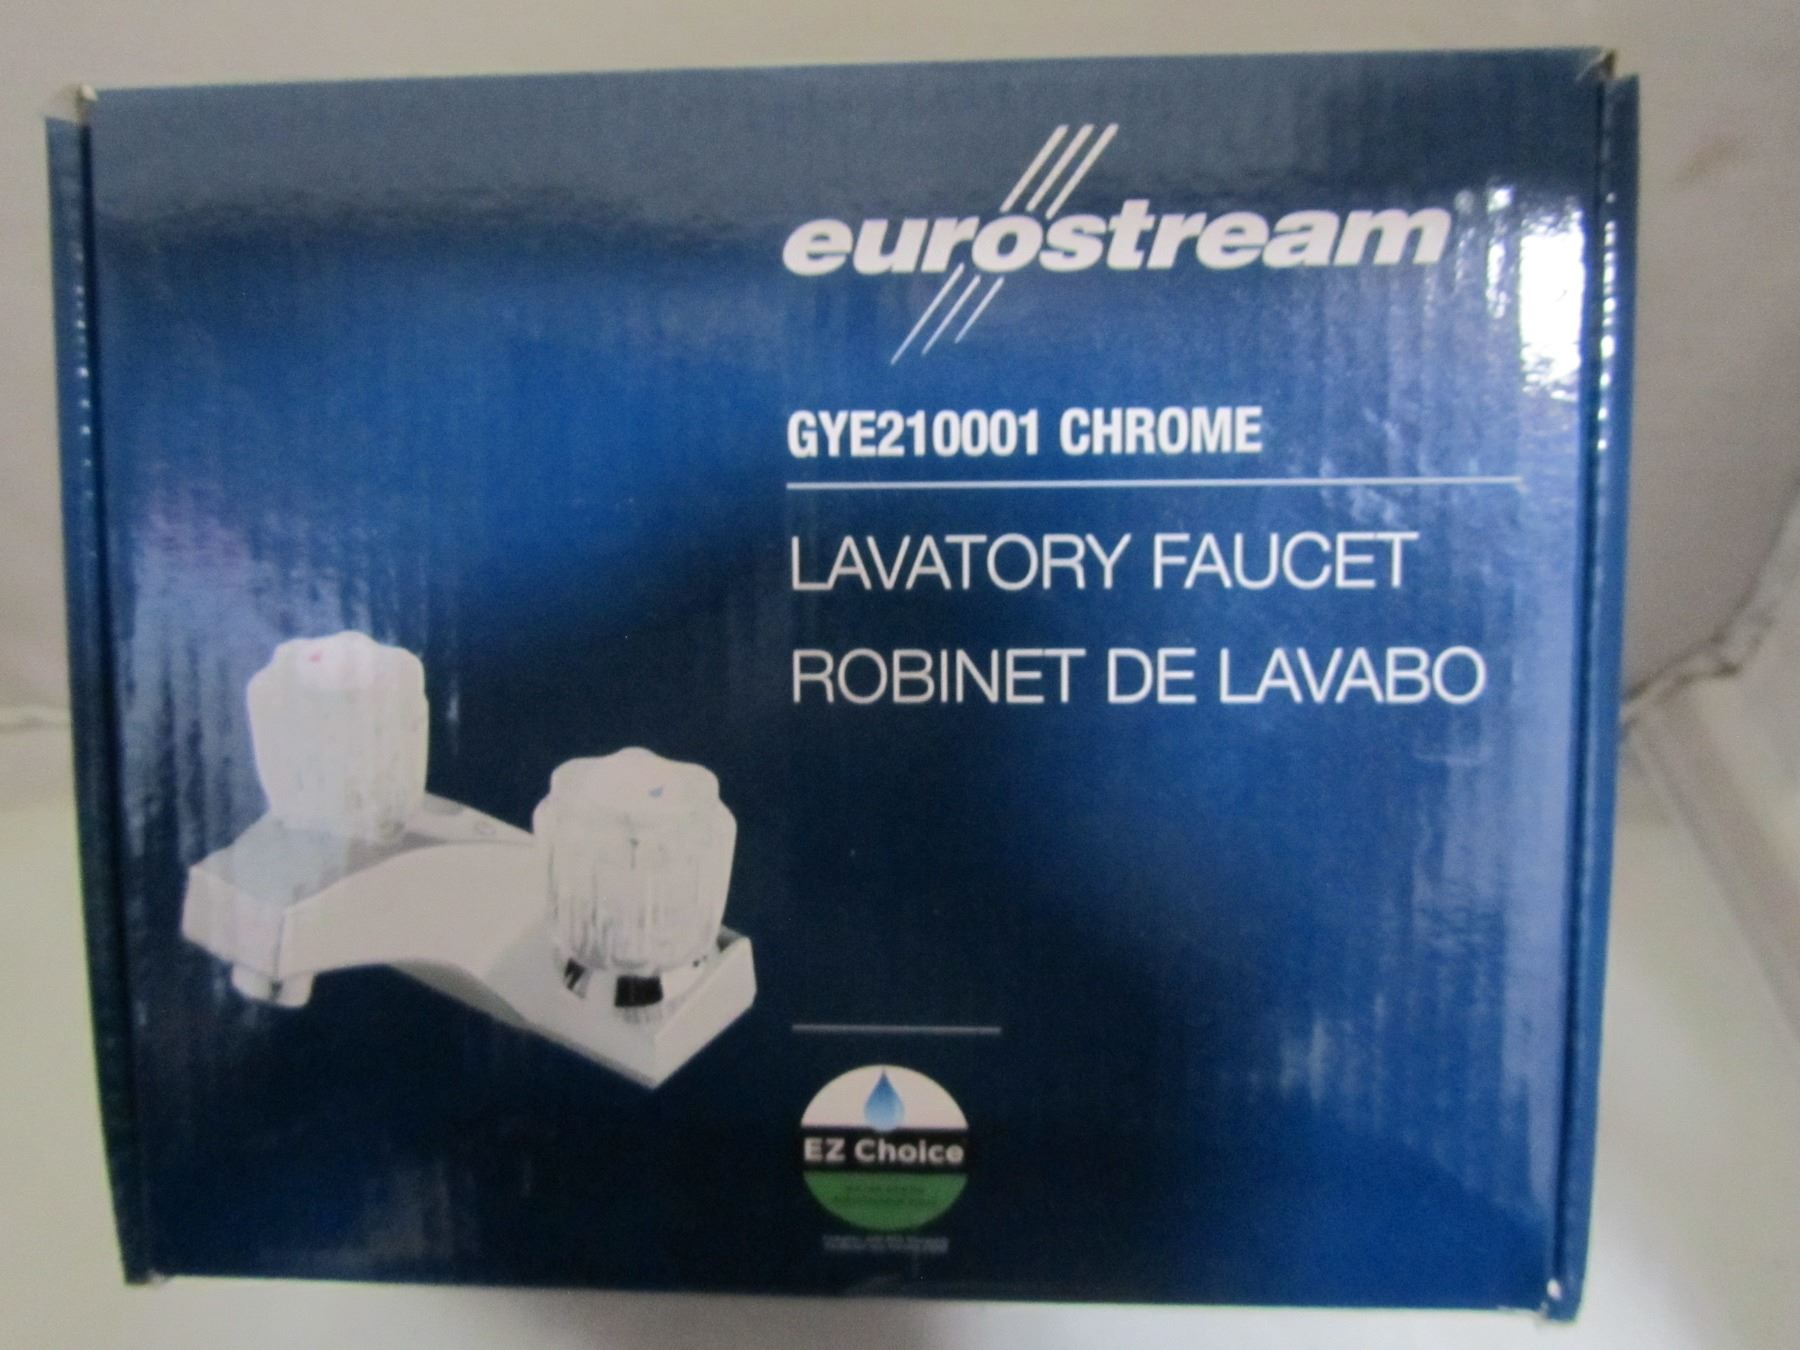 eurostream
GYE210001 CHROME
LAVATORY FAUCET
ROBINET DE LAVABO
EZ Choice